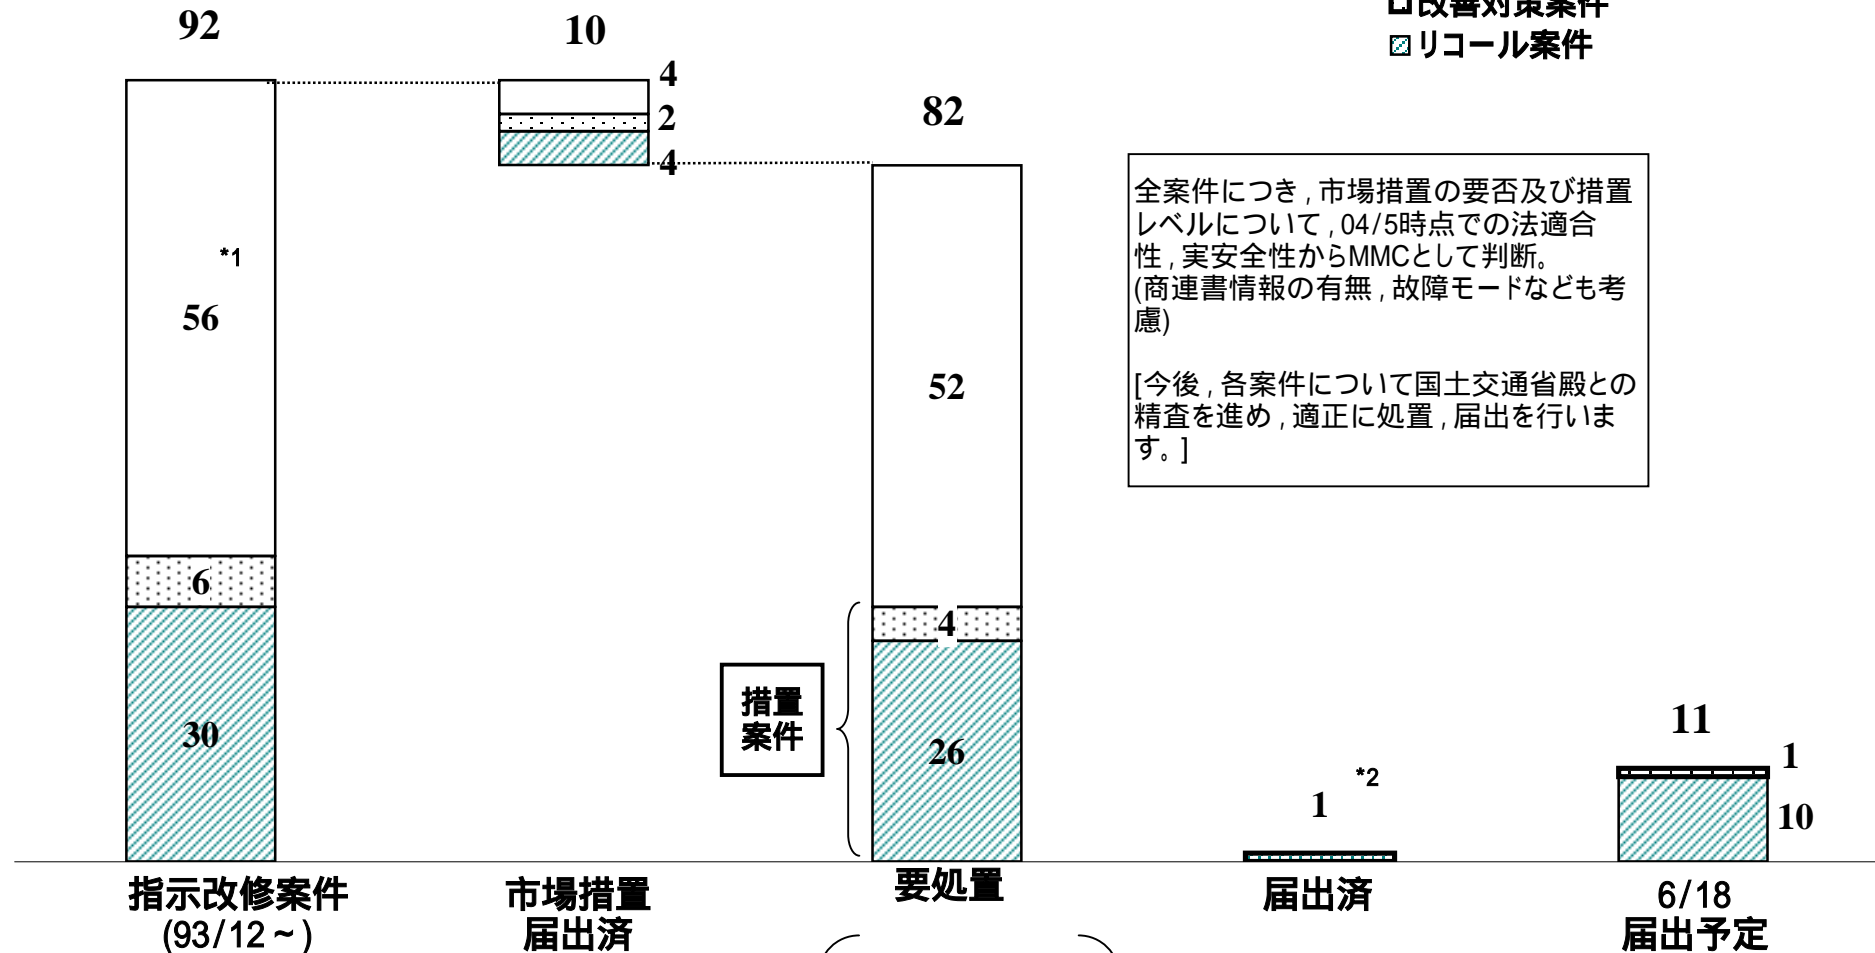 改善対策案件
リコール案件
92
10
82
4
2
4
*1
56
6
30
52
4
26
措置
案件
全案件につき,市場措置の要否及び措置
レベルについて,04/5時点での法適合
性,実安全性からMMCとして判断。
(商連書情報の有無,故障モードなども考
慮)
[今後,各案件について国土交通省殿との
精査を進め,適正に処置,届出を行いま
す。]
*2
1
11
1
10
指示改修案件
(93/12~)
市場措置
届出済
要処置
届出済
6/18
届出予定